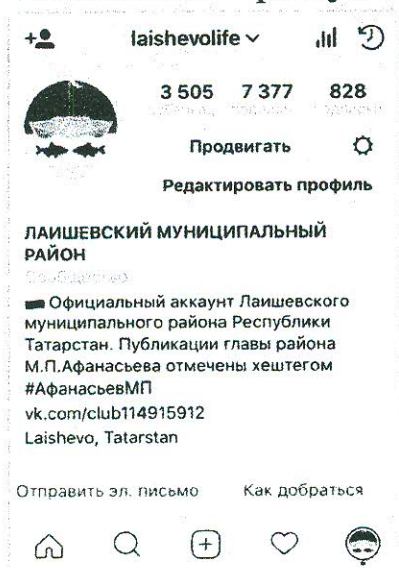 laishevolife
3 505 7 377 828
Продвигать
Редактировать профиль
ЛАИШЕВСКИЙ МУНИЦИПАЛЬНЫЙ
РАЙОН
Сообщество
Официальный аккаунт Лаишевского
муниципального района Республики
Татарстан. Публикации главы района
М.П.Афанасьева отмечены хештегом
#АфанасьевМП
vk.com/club114915912
Laishevo, Tatarstan
Отправить эл. письмо Как добраться